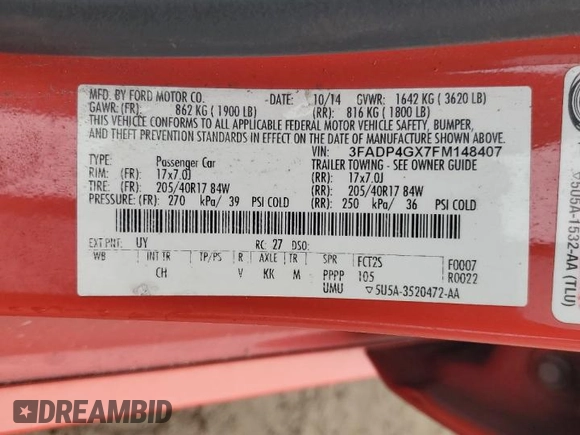 MFD. BY FORD MOTOR CO. DATE: 10/14 GVWR: 1642 KG ( 3620 LB)
GAWR: (FR): 862 KG ( 1900 LB) (RR): 816 KG ( 1800 LB)
THIS VEHICLE CONFORMS TO ALL APPLICABLE FEDERAL MOTOR VEHICLE SAFETY, BUMPER,
AND THEFT PREVENTION STANDARDS IN EFFECT ON THE DATE OF MANUFACTURE SHOWN ABOVE.
VIN: 3FADP4GX7FM148407
TYPE: Passenger Car TRAILER TOWING - SEE OWNER GUIDE
RIM: (FR) 17x7.0J (RR): 17x7.0J
TIRE: (FR): 205/40R17 84W (RR): 205/40R17 84W
PRESSURE: (FR) 270 kPa/ 39 PSI COLD (RR): 250 kPa/ 36 PSI COLD
EXT PNT: UY RC: 27 DSO:
WB INT TR TP/PS R AXLE TR SPR FCT2S F0007
CH V KK M PPPP 105 R0022
UMU ▽5U5A-3520472-AA
▽5U5A-1532-AA (TLU)
DREAMBID